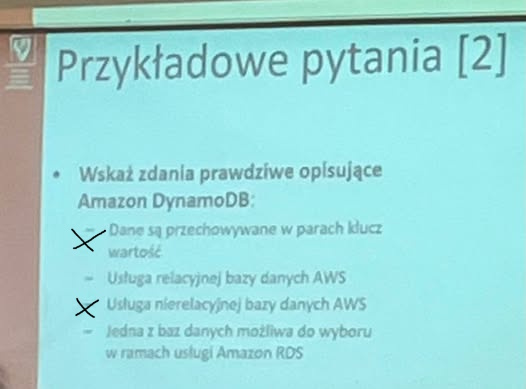 Przykładowe pytania [2]
• Wskaż zdania prawdziwe opisujące
Amazon DynamoDB:
– Dane są przechowywane w parach klucz
wartość
– Usługa relacyjnej bazy danych AWS
– Usługa nierelacyjnej bazy danych AWS
– Jedna z baz danych możliwa do wyboru
w ramach usługi Amazon RDS